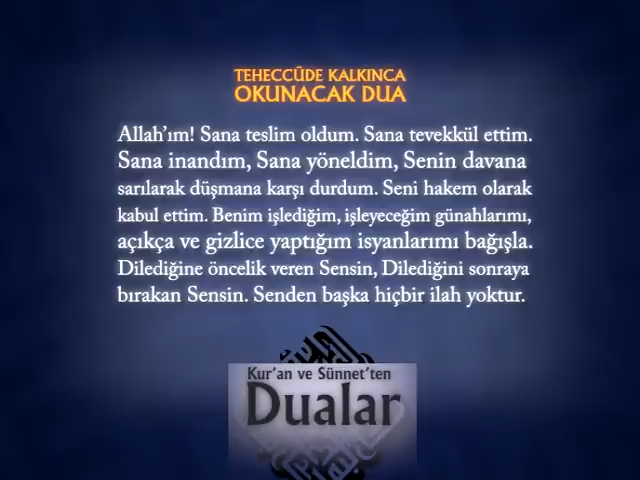 TEHECCÜDE KALKINCA
OKUNACAK DUA
Allah'ım! Sana teslim oldum. Sana tevekkül ettim.
Sana inandım, Sana yöneldim, Senin davana
sarılarak düşmana karşı durdum. Seni hakem olarak
kabul ettim. Benim işlediğim, işleyeceğim günahlarımı,
açıkça ve gizlice yaptığım isyanlarımı bağışla.
Dilediğine öncelik veren Sensin, Dilediğini sonraya
bırakan Sensin. Senden başka hiçbir ilah yoktur.
Kur'an ve Sünnet'ten
Dualar